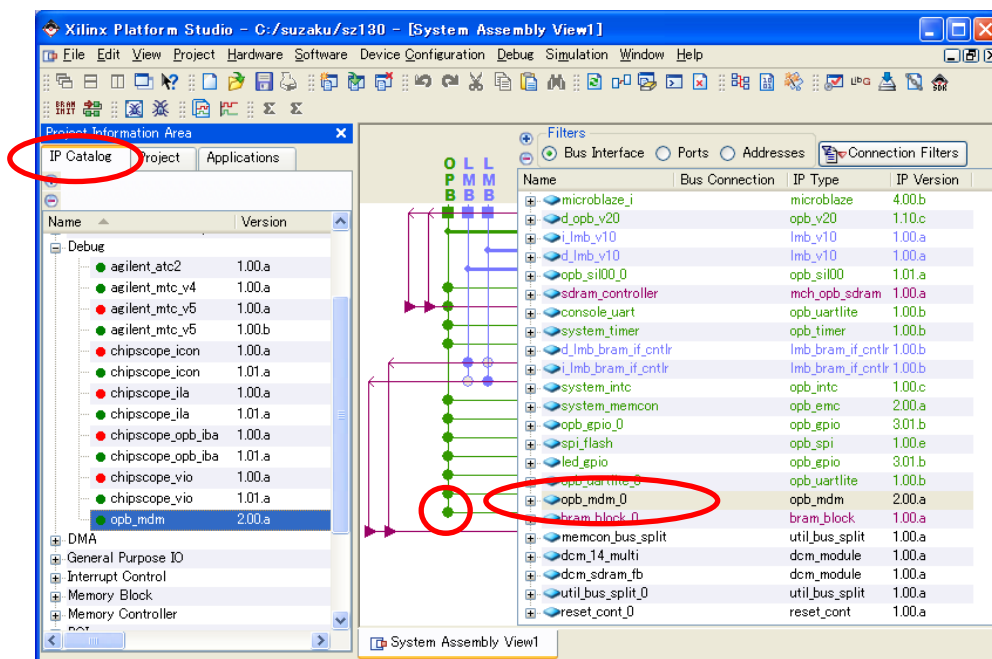 Xilinx Platform Studio - C:/suzaku/sz130 - [System Assembly View1]
File Edit View Project Hardware Software Device Configuration Debug Simulation Window Help
Project Information Area
IP Catalog Project Applications
Name Version
Debug
agilent_atc2 1.00.a
agilent_mtc_v4 1.00.a
agilent_mtc_v5 1.00.a
agilent_mtc_v5 1.00.b
chipscope_icon 1.00.a
chipscope_icon 1.01.a
chipscope_ila 1.00.a
chipscope_ila 1.01.a
chipscope_opb_iba 1.00.a
chipscope_opb_iba 1.01.a
chipscope_vio 1.00.a
chipscope_vio 1.01.a
opb_mdm 2.00.a
DMA
General Purpose IO
Interrupt Control
Memory Block
Memory Controller
OPB LMB LMB
Filters
Bus Interface Ports Addresses Connection Filters
Name Bus Connection IP Type IP Version
microblaze_i microblaze 4.00.b
d_opb_v20 opb_v20 1.10.c
i_lmb_v10 lmb_v10 1.00.a
d_lmb_v10 lmb_v10 1.00.a
opb_sil00_0 opb_sil00 1.01.a
sdram_controller mch_opb_sdram 1.00.a
console_uart opb_uartlite 1.00.b
system_timer opb_timer 1.00.b
d_lmb_bram_if_cntlr lmb_bram_if_cntlr 1.00.b
i_lmb_bram_if_cntlr lmb_bram_if_cntlr 1.00.b
system_intc opb_intc 1.00.c
system_memcon opb_emc 2.00.a
opb_gpio_0 opb_gpio 3.01.b
spi_flash opb_spi 1.00.e
led_gpio opb_gpio 3.01.b
opb_uartlite_0 opb_uartlite 1.00.b
opb_mdm_0 opb_mdm 2.00.a
bram_block_0 bram_block 1.00.a
memcon_bus_split util_bus_split 1.00.a
dcm_14_multi dcm_module 1.00.a
dcm_sdram_fb dcm_module 1.00.a
util_bus_split_0 util_bus_split 1.00.a
reset_cont_0 reset_cont 1.00.a
System Assembly View1